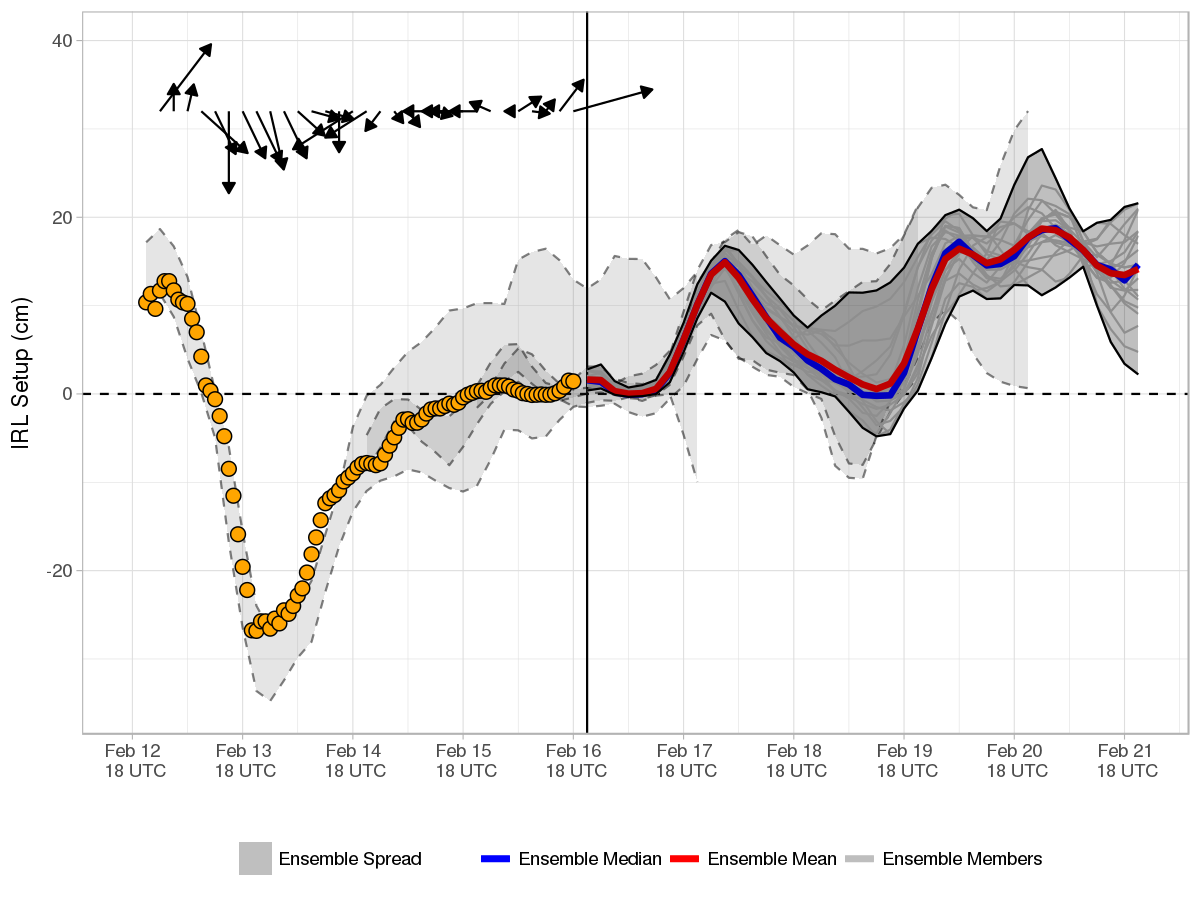 40
20
0
-20
IRL Setup (cm)
Feb 12 Feb 13 Feb 14 Feb 15 Feb 16 Feb 17 Feb 18 Feb 19 Feb 20 Feb 21
18 UTC 18 UTC 18 UTC 18 UTC 18 UTC 18 UTC 18 UTC 18 UTC 18 UTC 18 UTC
Ensemble Spread Ensemble Median Ensemble Mean Ensemble Members